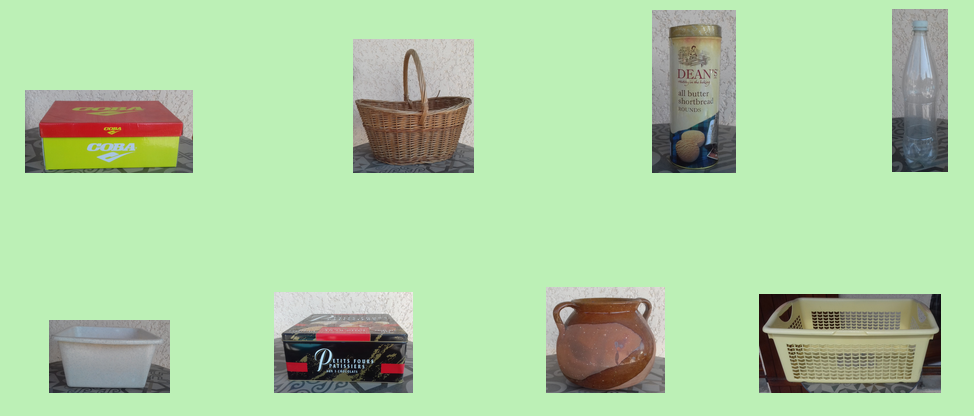 COBA
COBA
COBA
DEAN'S
all butter
shortbread
ROUNDS
PETITS FOURS
PATISSIERS